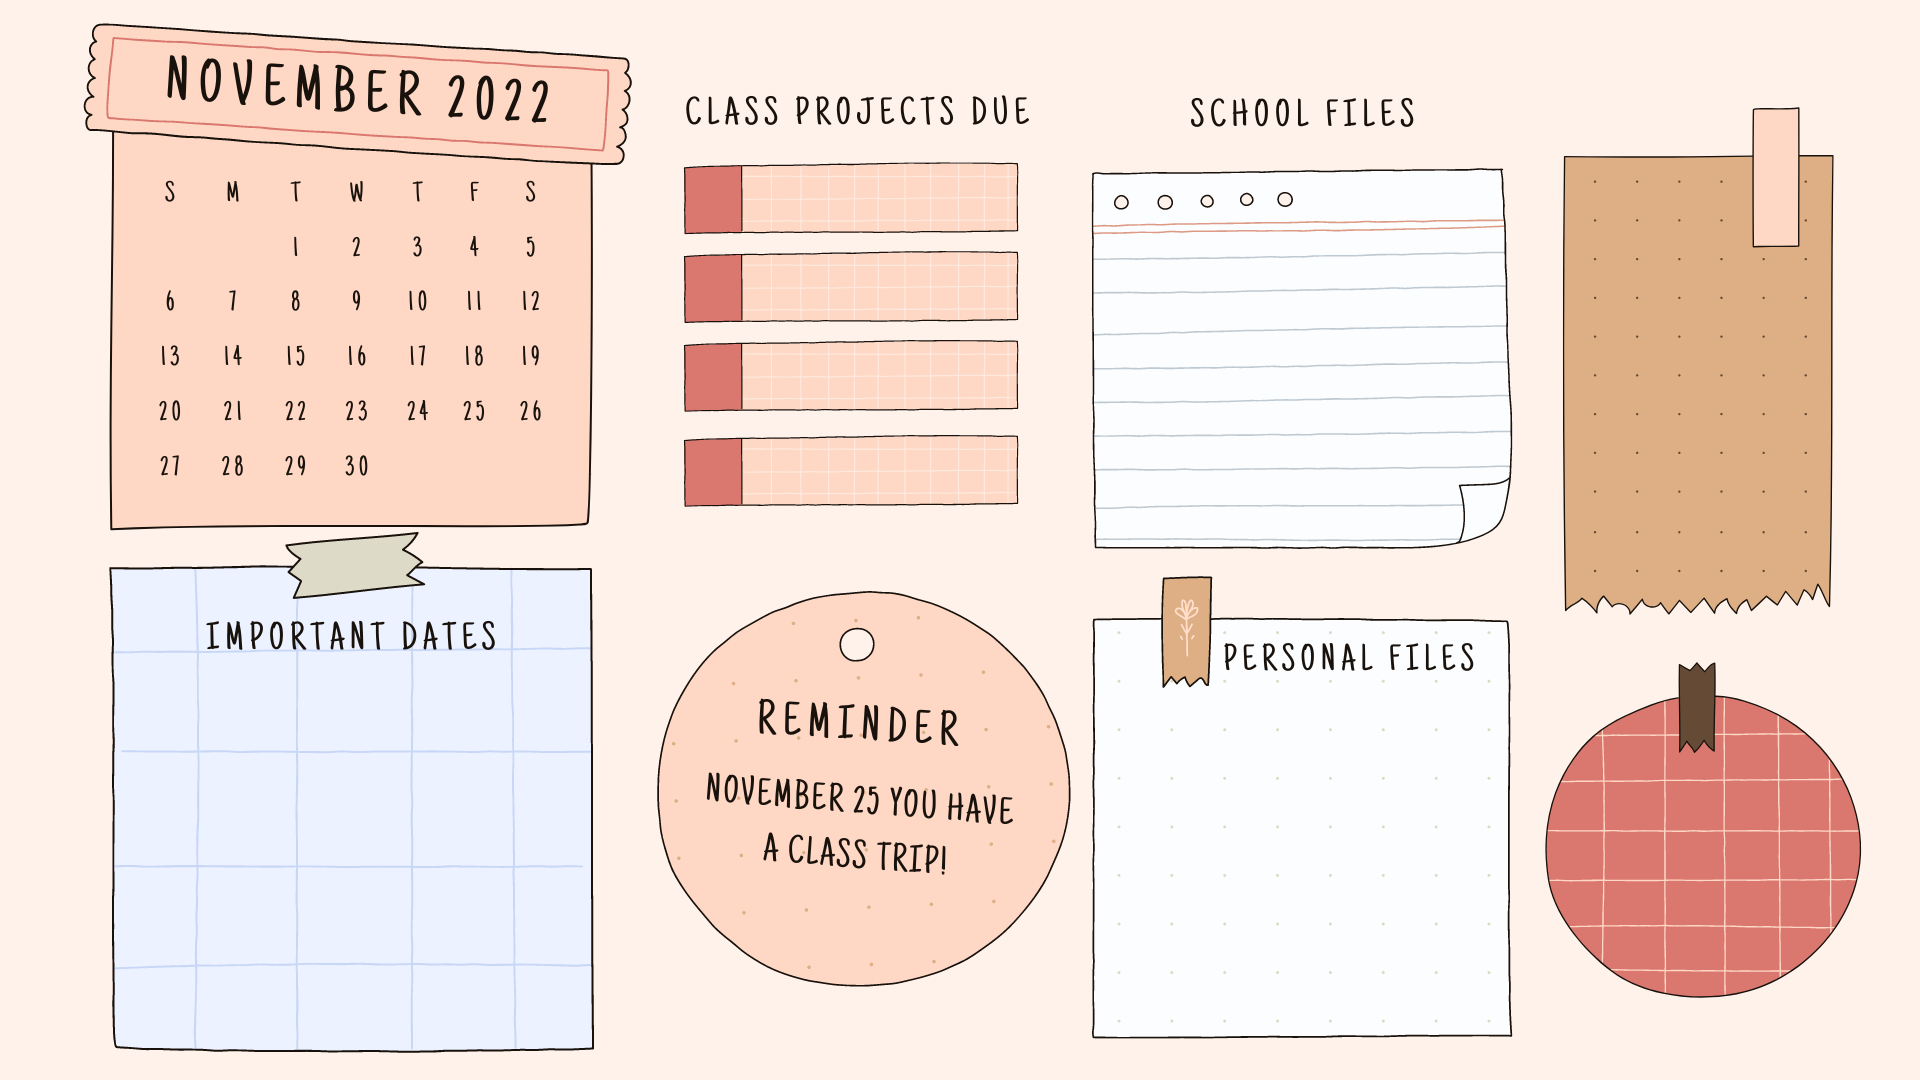 NOVEMBER 2022
S M T W T F S
1 2 3 4 5
6 7 8 9 10 11 12
13 14 15 16 17 18 19
20 21 22 23 24 25 26
27 28 29 30
IMPORTANT DATES
CLASS PROJECTS DUE
REMINDER
NOVEMBER 25 YOU HAVE
A CLASS TRIP!
SCHOOL FILES
PERSONAL FILES